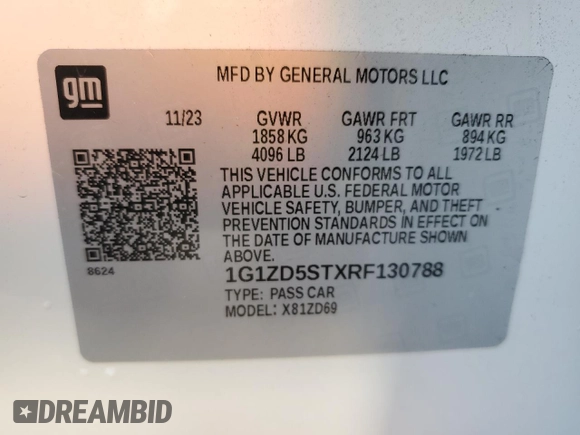 gm
MFD BY GENERAL MOTORS LLC
11/23 GVWR GAWR FRT GAWR RR
1858 KG 963 KG 894 KG
4096 LB 2124 LB 1972 LB
THIS VEHICLE CONFORMS TO ALL
APPLICABLE U.S. FEDERAL MOTOR
VEHICLE SAFETY, BUMPER, AND THEFT
PREVENTION STANDARDS IN EFFECT ON
THE DATE OF MANUFACTURE SHOWN
ABOVE.
8624
1G1ZD5STXRF130788
TYPE: PASS CAR
MODEL: X81ZD69
DREAMBID